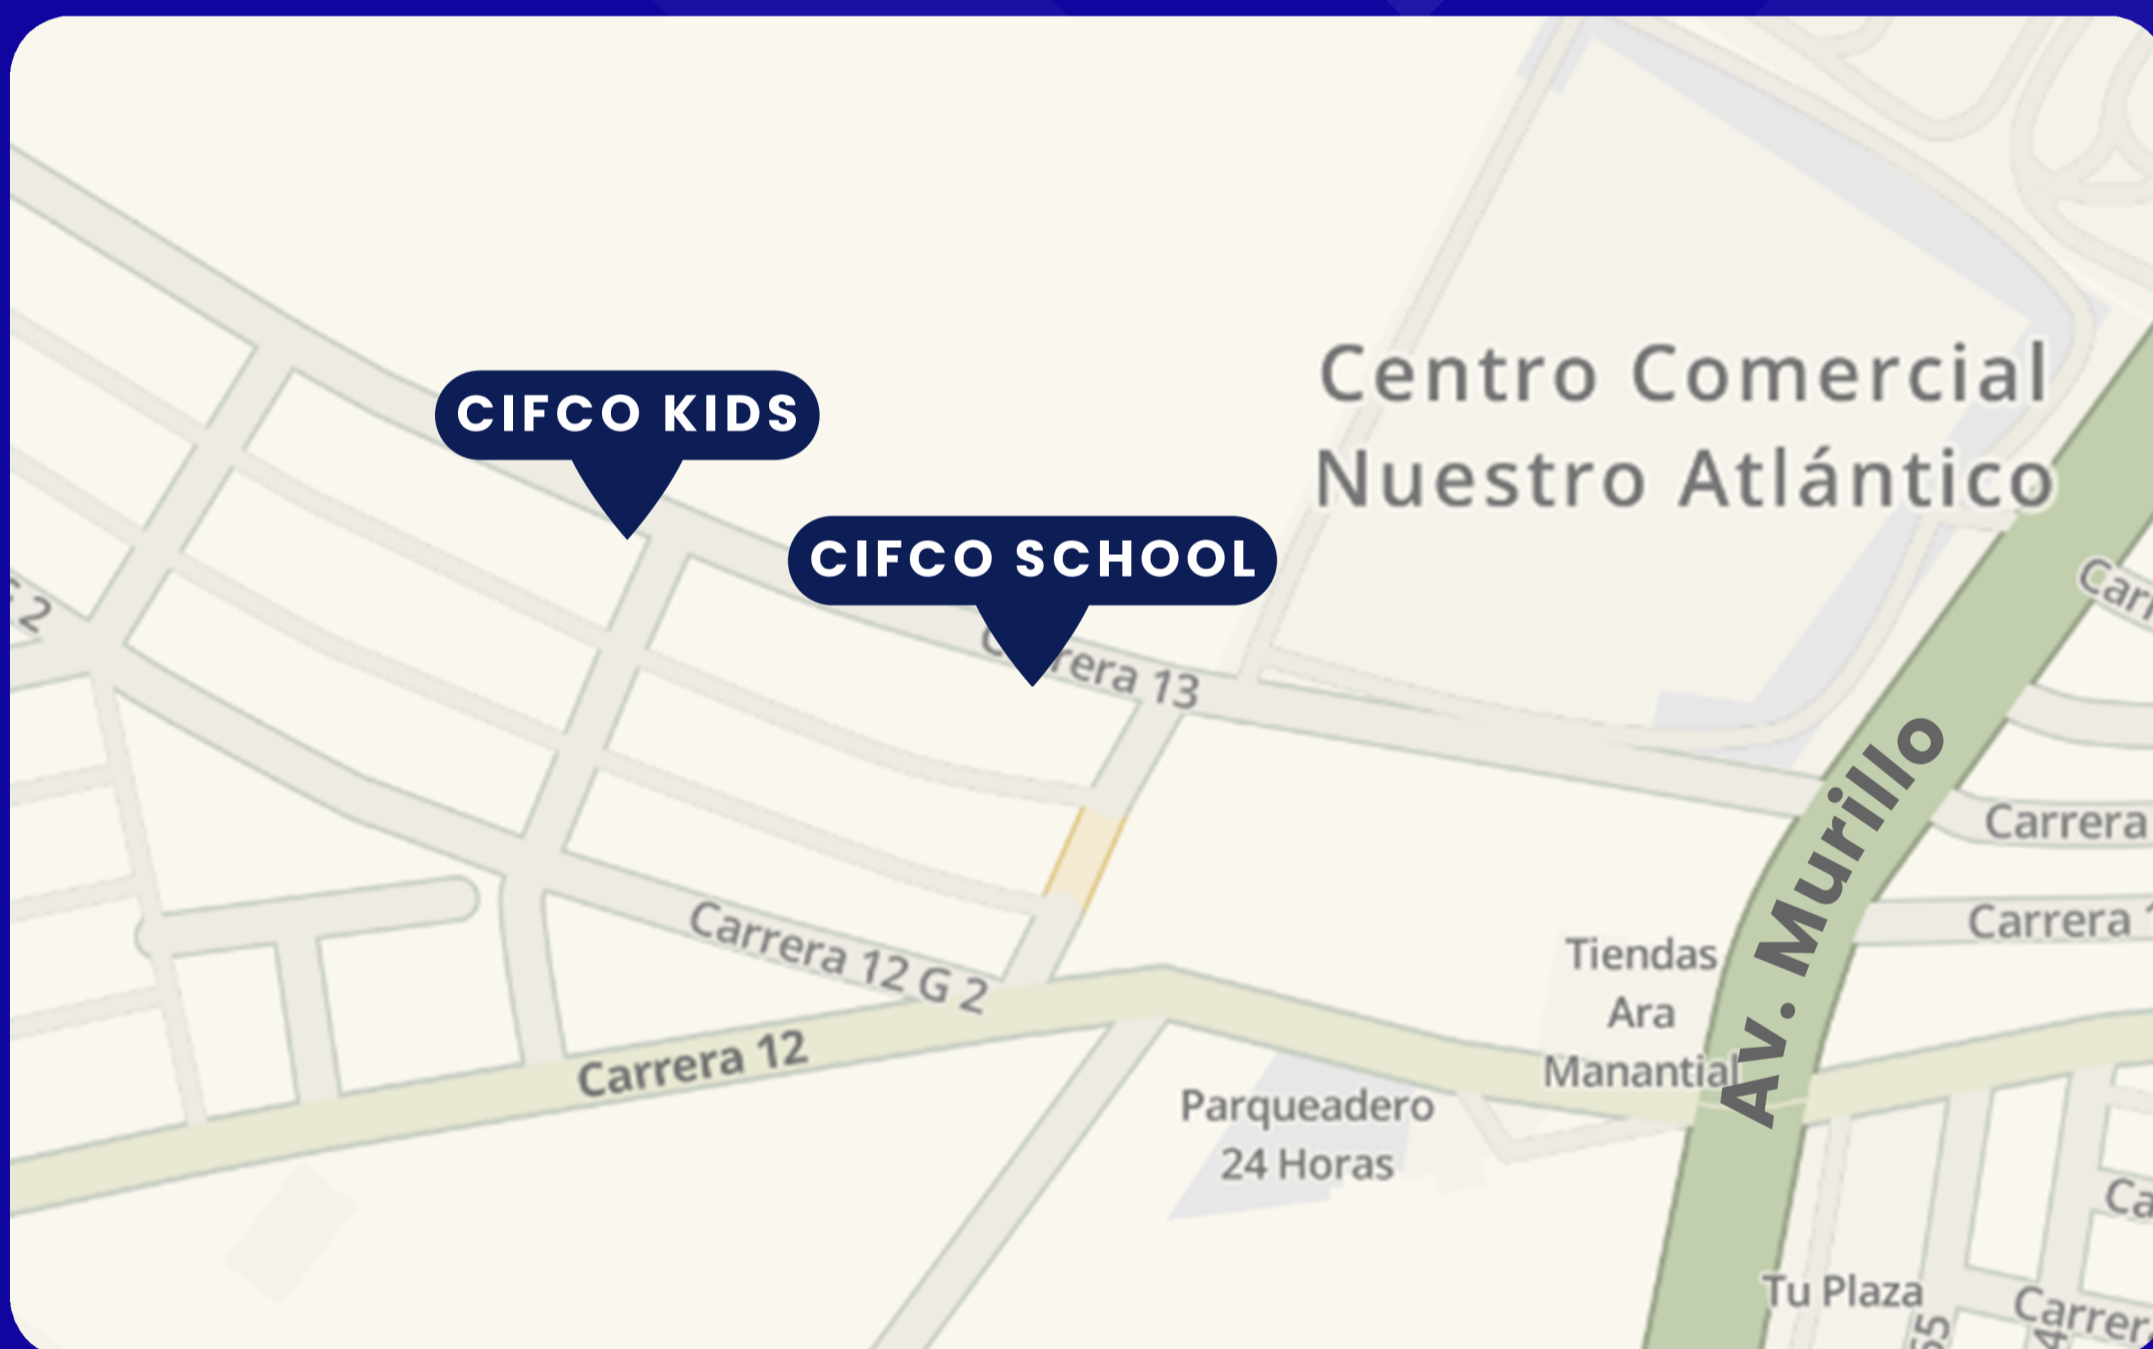 CIFCO KIDS
CIFCO SCHOOL
Centro Comercial
Nuestro Atlántico
Carrera 13
Carrera 12 G 2
Carrera 12
Av. Murillo
Carrera
Carrera
Tiendas
Ara
Manantial
Parqueadero
24 Horas
Tu Plaza